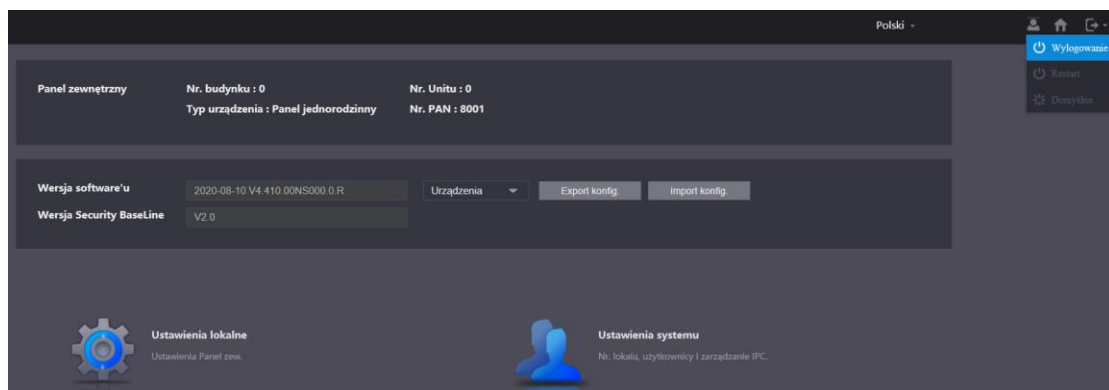 Polski
Wylogowanie
Restart
Domyślne
Panel zewnętrzny
Nr. budynku : 0
Nr. Unitu : 0
Typ urządzenia : Panel jednorodzinny
Nr. PAN : 8001
Wersja software'u
2020-08-10 V4.410.00NS000.0.R
Urządzenia
Export konfig.
Import konfig.
Wersja Security BaseLine
V2.0
Ustawienia lokalne
Ustawienia Panel zew.
Ustawienia systemu
Nr. lokalu, użytkownicy i zarządzanie IPC.